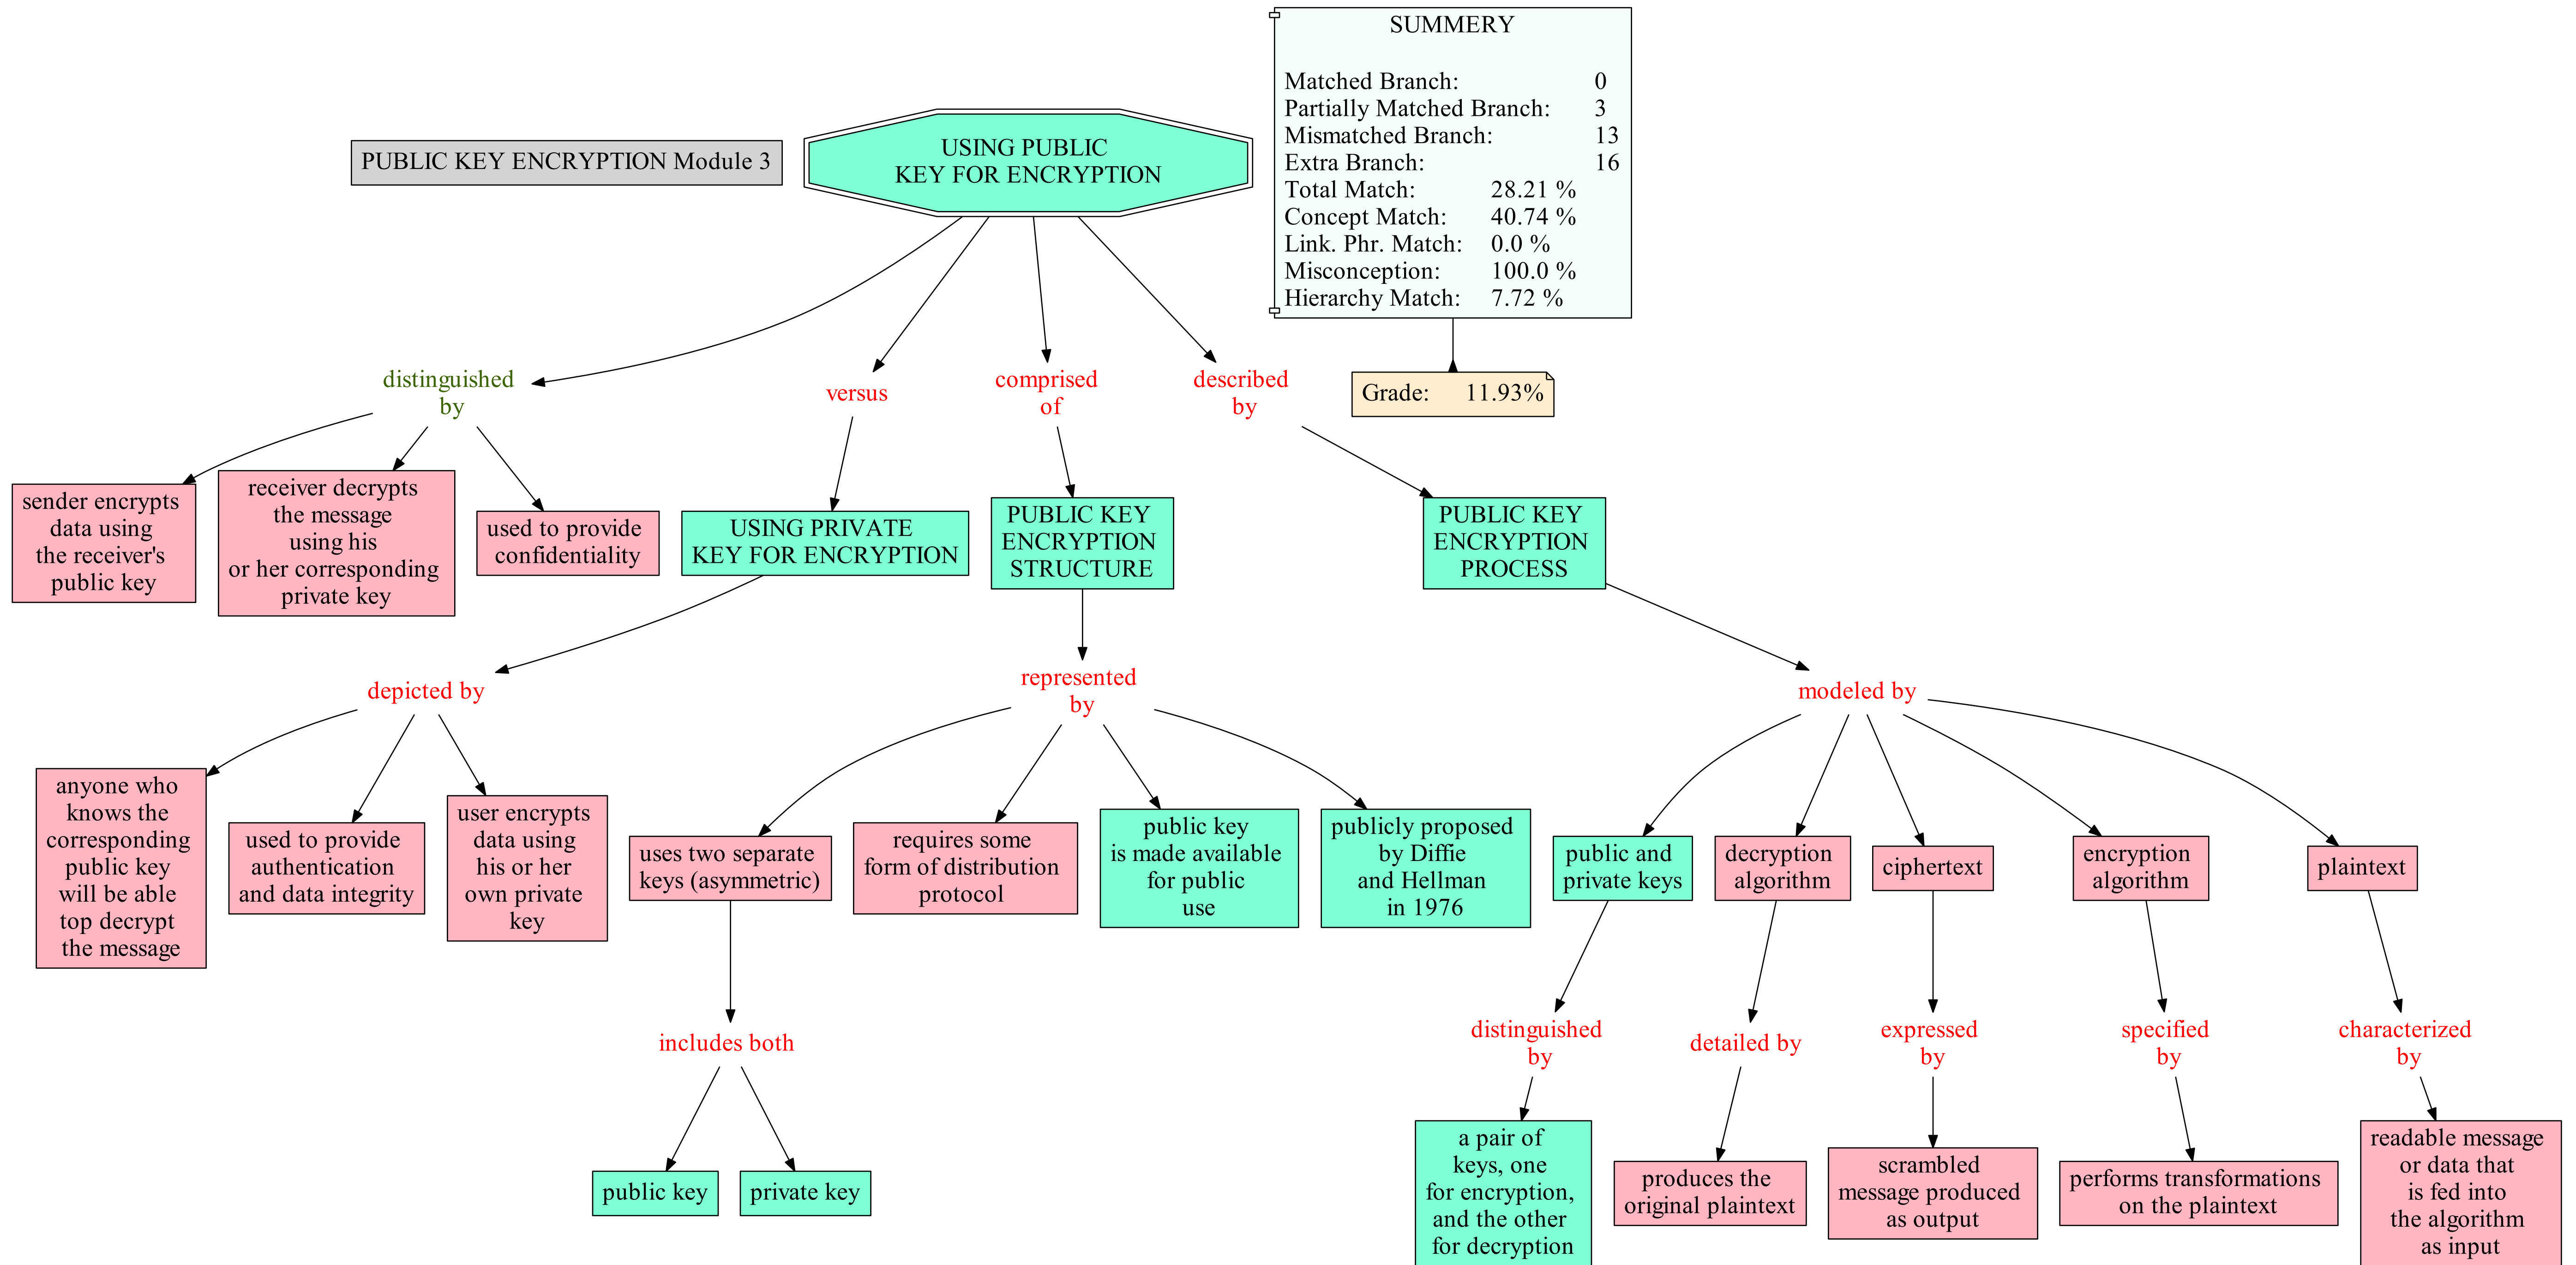 SUMMERY
Matched Branch: 0
Partially Matched Branch: 3
Mismatched Branch: 13
Extra Branch: 16
Total Match: 28.21 %
Concept Match: 40.74 %
Link. Phr. Match: 0.0 %
Misconception: 100.0 %
Hierarchy Match: 7.72 %
PUBLIC KEY ENCRYPTION Module 3
USING PUBLIC
KEY FOR ENCRYPTION
Grade: 11.93%
distinguished
by
versus
comprised
of
described
by
sender encrypts
data using
the receiver's
public key
receiver decrypts
the message
using his
or her corresponding
private key
used to provide
confidentiality
USING PRIVATE
KEY FOR ENCRYPTION
PUBLIC KEY
ENCRYPTION
STRUCTURE
PUBLIC KEY
ENCRYPTION
PROCESS
depicted by
represented
by
modeled by
anyone who
knows the
corresponding
public key
will be able
top decrypt
the message
used to provide
authentication
and data integrity
user encrypts
data using
his or her
own private
key
uses two separate
keys (asymmetric)
requires some
form of distribution
protocol
public key
is made available
for public
use
publicly proposed
by Diffie
and Hellman
in 1976
public and
private keys
decryption
algorithm
ciphertext
encryption
algorithm
plaintext
includes both
distinguished
by
detailed by
expressed
by
specified
by
characterized
by
public key
private key
a pair of
keys, one
for encryption,
and the other
for decryption
produces the
original plaintext
scrambled
message produced
as output
performs transformations
on the plaintext
readable message
or data that
is fed into
the algorithm
as input